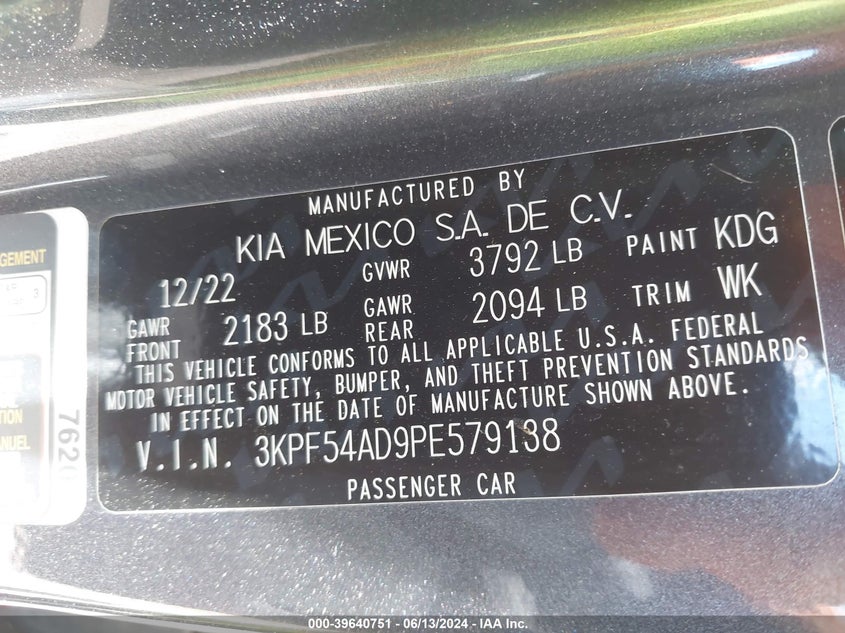 MANUFACTURED BY
KIA MEXICO S.A. DE C.V.
12/22 GVWR 3792 LB PAINT KDG
GAWR FRONT 2183 LB GAWR REAR 2094 LB TRIM WK
THIS VEHICLE CONFORMS TO ALL APPLICABLE U.S.A. FEDERAL
MOTOR VEHICLE SAFETY, BUMPER, AND THEFT PREVENTION STANDARDS
IN EFFECT ON THE DATE OF MANUFACTURE SHOWN ABOVE.
V.I.N. 3KPF54AD9PE579138
PASSENGER CAR
GEMENT
3
TION
MANUEL
7620
000-39640751 - 06/13/2024 - IAA Inc.